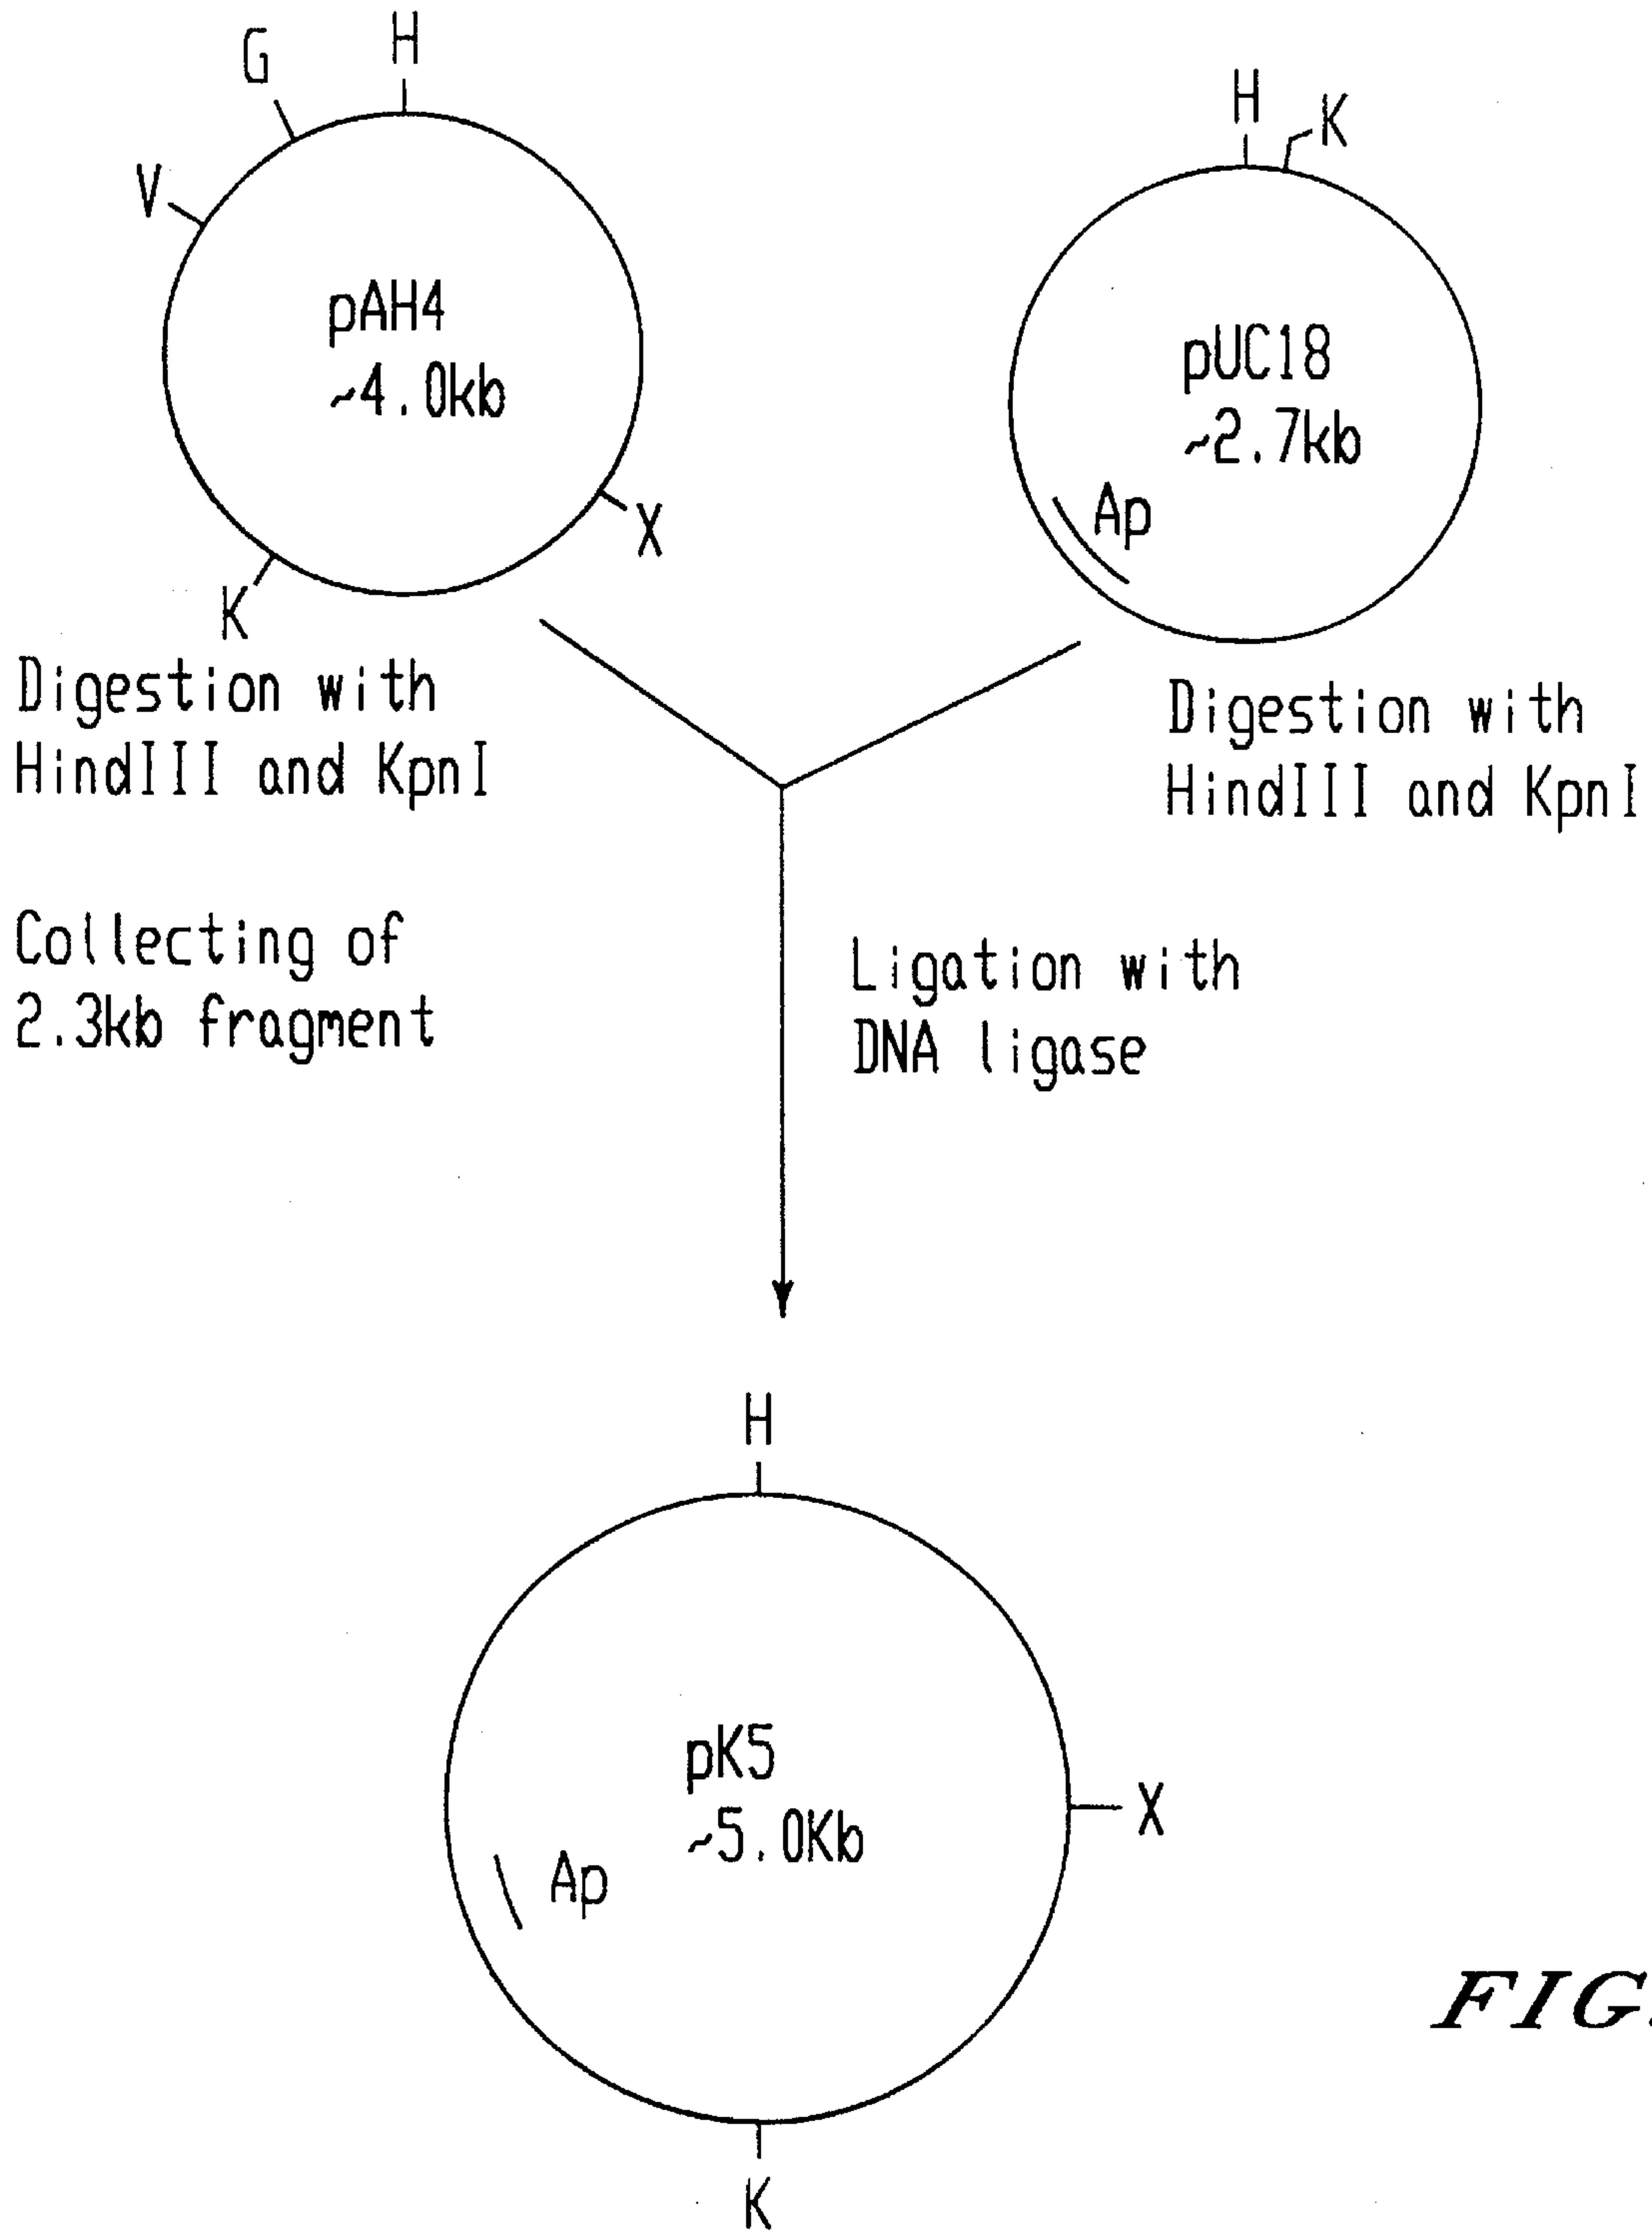 G
H
V
pAH4
~4.0kb
X
K
H
K
pUC18
~2.7kb
Ap
Digestion with
HindIII and KpnI
Digestion with
HindIII and KpnI
Collecting of
2.3kb fragment
Ligation with
DNA ligase
H
pK5
~5.0Kb
X
Ap
K
FIG.